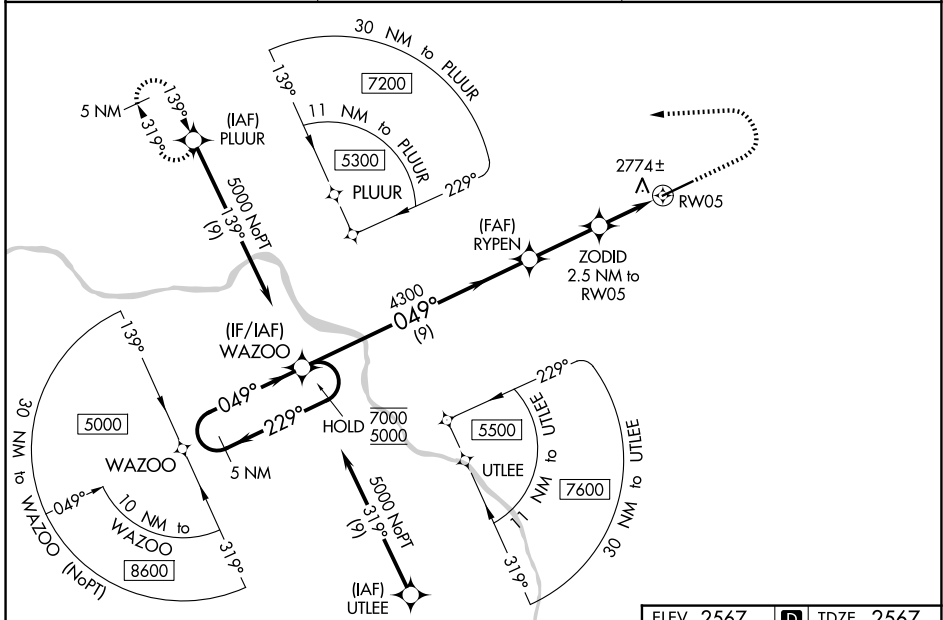 30 NM to PLUUR
139°
7200
11 NM to PLUUR
5300
PLUUR
229°
5 NM
139°
319°
(IAF)
PLUUR
5000 NoPT
139°
(9)
2774±
RW05
(FAF)
RYPEN
ZODID
2.5 NM to
RW05
4300
049°
(9)
(IF/IAF)
WAZOO
049°
229°
5 NM
HOLD
7000
5000
139°
5000
WAZOO
30 NM to WAZOO (NoPT)
049°
10 NM to
WAZOO
8600
319°
5000 NoPT
319°
(9)
(IAF)
UTLEE
229°
5500
UTLEE
11 NM to UTLEE
7600
30 NM to UTLEE
319°
ELEV 2567 D TDZE 2567